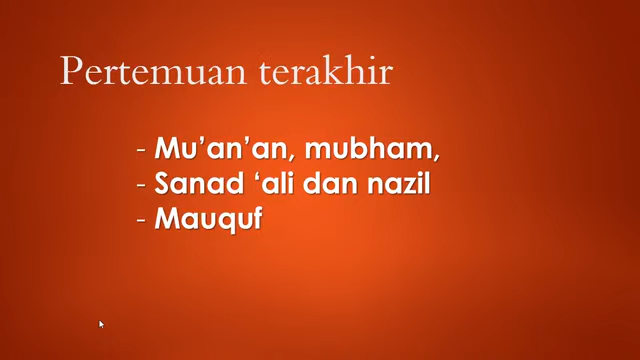 Pertemuan terakhir
- Mu’an’an, mubham,
- Sanad ‘ali dan nazil
- Mauquf